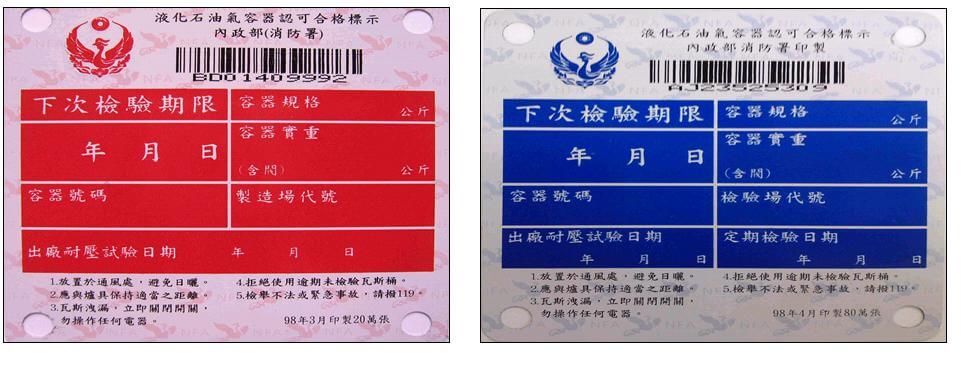 液化石油氣容器認可合格標示
內政部(消防署)
BD01409992
下次檢驗期限
容器規格
公斤
年 月 日
容器實重
(含閥)
公斤
容器號碼
製造場代號
出廠耐壓試驗日期 年 月 日
1.放置於通風處，避免日曬。
2.應與爐具保持適當之距離。
3.瓦斯洩漏，立即關閉開關，
勿操作任何電器。
4.拒絕使用逾期未檢驗瓦斯桶。
5.檢舉不法或緊急事故，請撥119。
98年3月印製20萬張
液化石油氣容器認可合格標示
內政部消防署印製
AJ23525309
下次檢驗期限
容器規格
公斤
年 月 日
容器實重
(含閥)
公斤
容器號碼
檢驗場代號
出廠耐壓試驗日期
年 月 日
定期檢驗日期
年 月 日
1.放置於通風處，避免日曬。
2.應與爐具保持適當之距離。
3.瓦斯洩漏，立即關閉開關，
勿操作任何電器。
4.拒絕使用逾期未檢驗瓦斯桶。
5.檢舉不法或緊急事故，請撥119。
98年4月印製80萬張